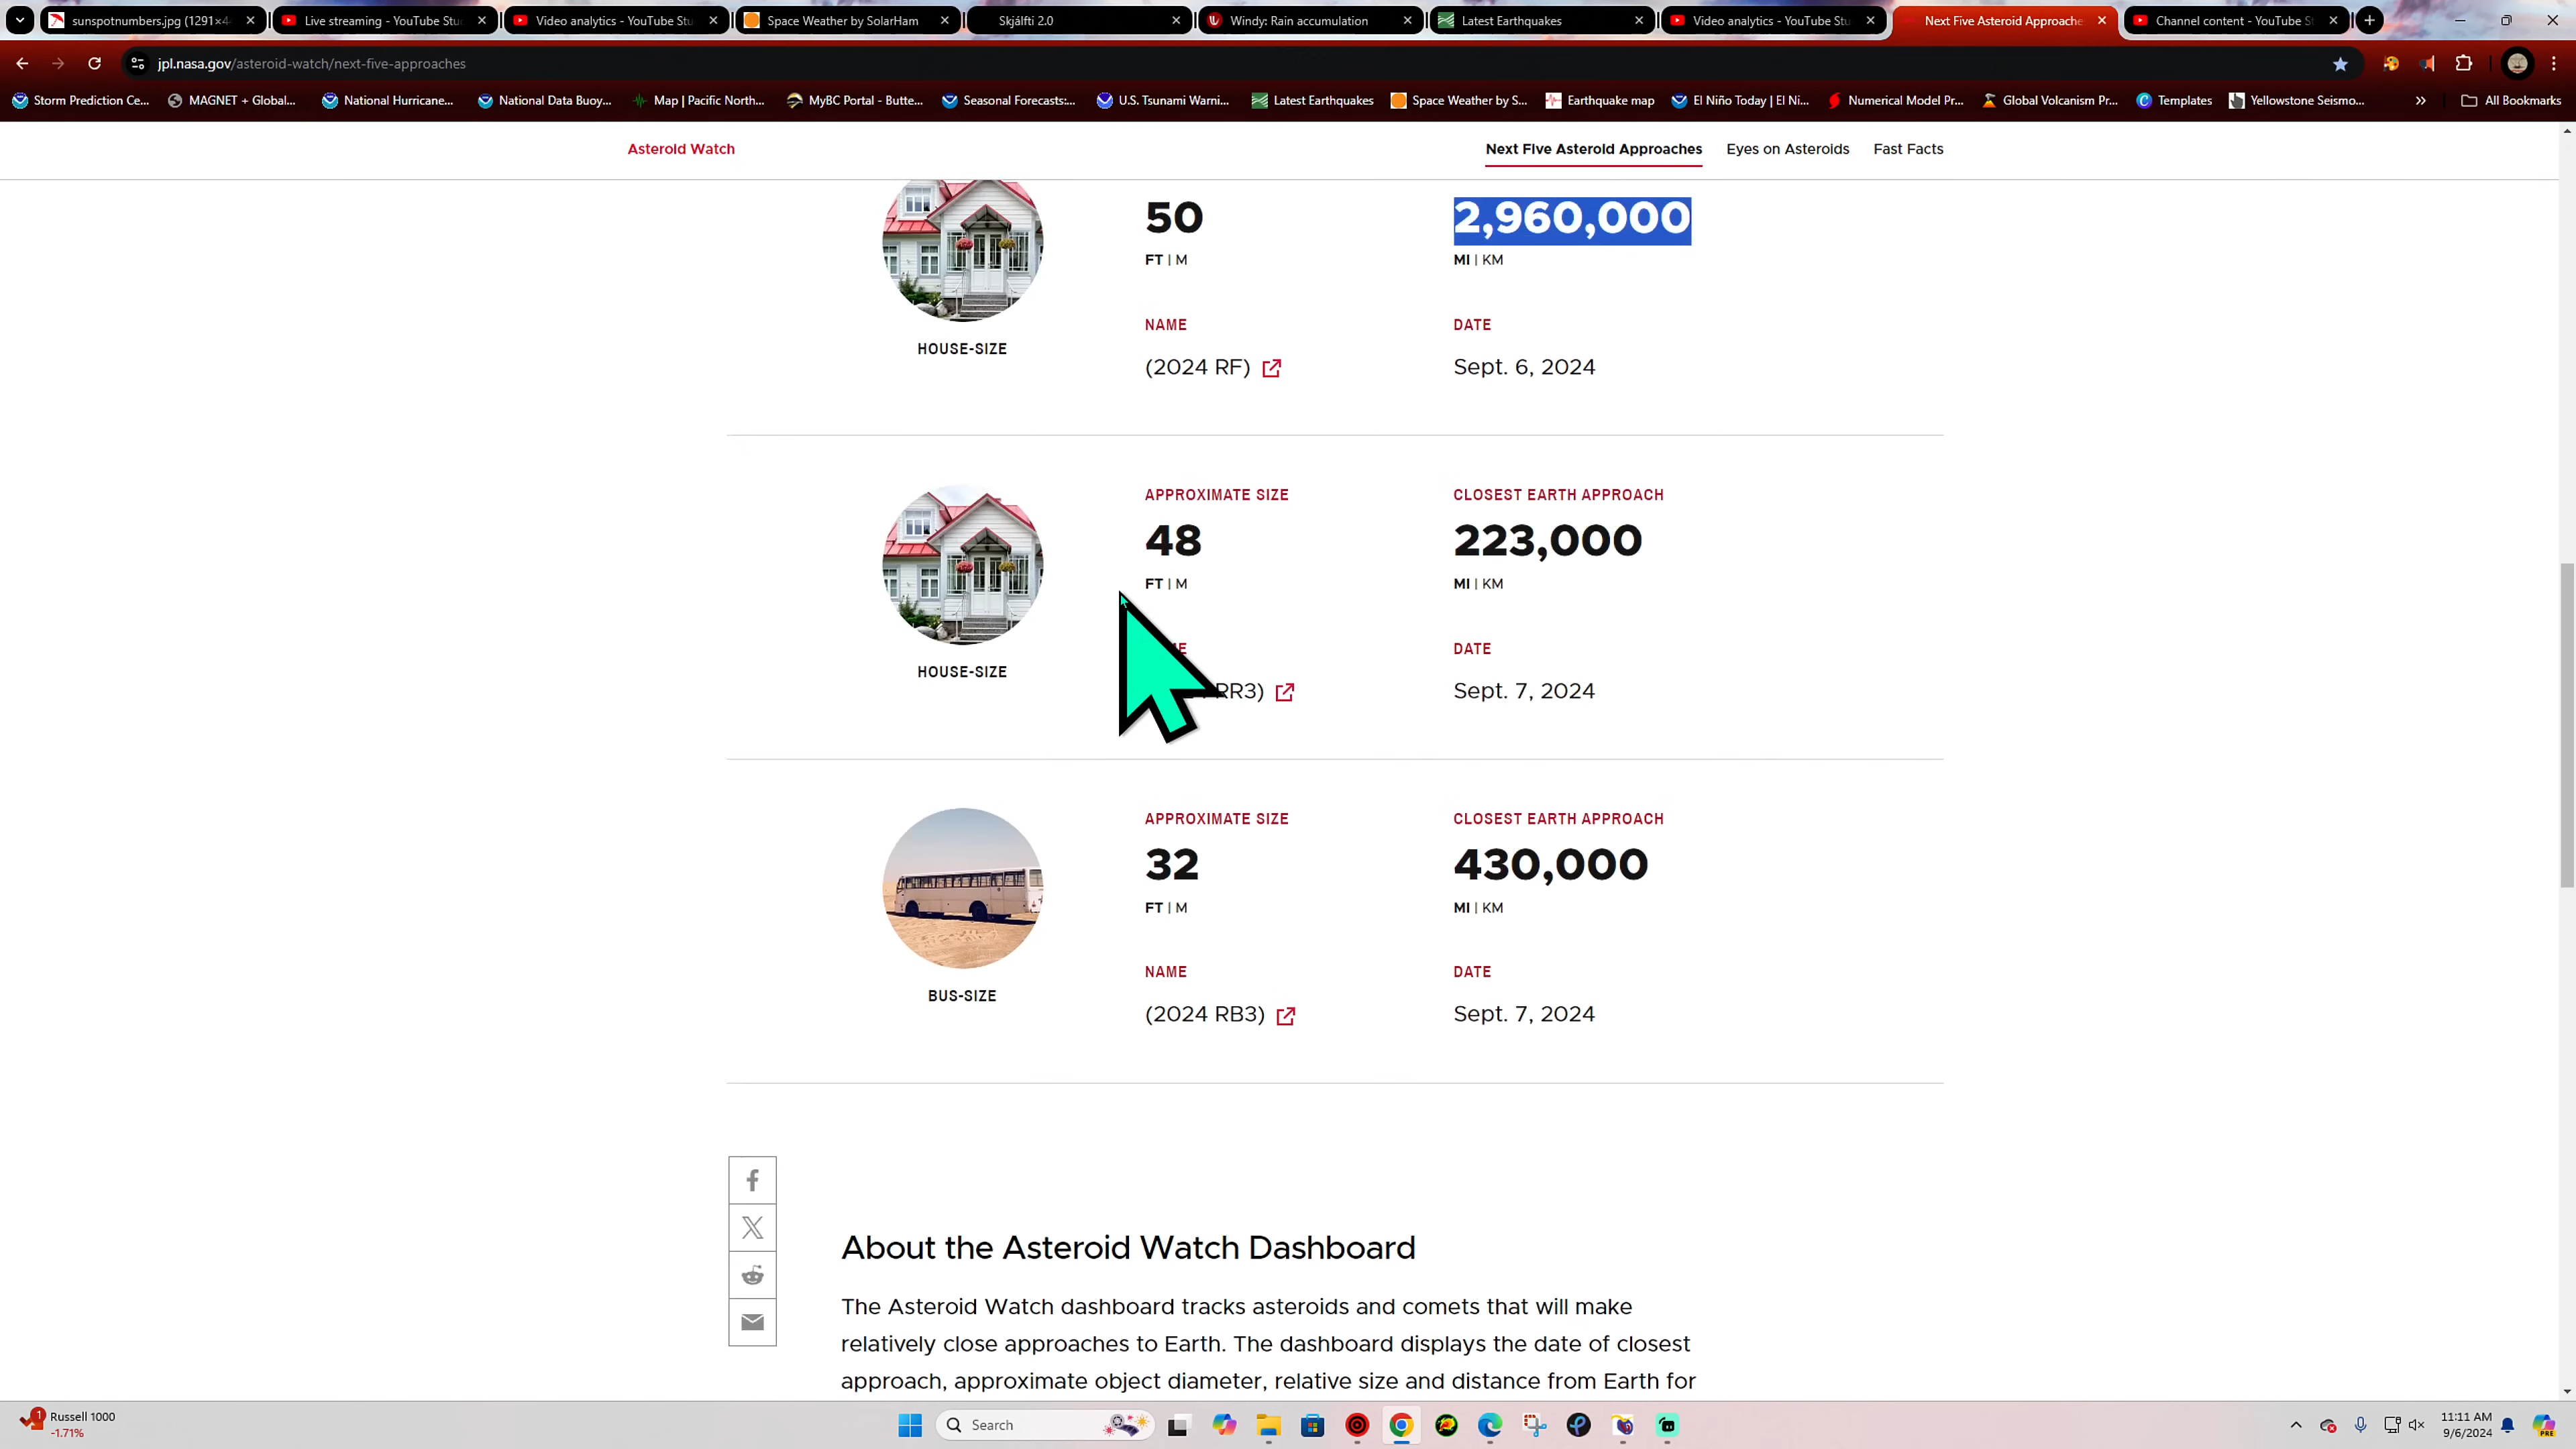 sunspotnumbers.jpg (1291×4
Live streaming - YouTube Stu
Video analytics - YouTube Stu
Space Weather by SolarHam
Skjálfti 2.0
Windy: Rain accumulation
Latest Earthquakes
Video analytics - YouTube Stu
Next Five Asteroid Approache
Channel content - YouTube St
jpl.nasa.gov/asteroid-watch/next-five-approaches
Storm Prediction Ce...
MAGNET + Global...
National Hurricane...
National Data Buoy...
Map | Pacific North...
MyBC Portal - Butte...
Seasonal Forecasts:...
U.S. Tsunami Warni...
Latest Earthquakes
Space Weather by S...
Earthquake map
El Niño Today | El Ni...
Numerical Model Pr...
Global Volcanism Pr...
Templates
Yellowstone Seismo...
All Bookmarks
Asteroid Watch
Next Five Asteroid Approaches
Eyes on Asteroids
Fast Facts
50
2,960,000
FT | M
MI | KM
NAME
DATE
(2024 RF)
Sept. 6, 2024
HOUSE-SIZE
APPROXIMATE SIZE
CLOSEST EARTH APPROACH
48
223,000
FT | M
MI | KM
DATE
RR3)
Sept. 7, 2024
HOUSE-SIZE
APPROXIMATE SIZE
CLOSEST EARTH APPROACH
32
430,000
FT | M
MI | KM
NAME
DATE
(2024 RB3)
Sept. 7, 2024
BUS-SIZE
About the Asteroid Watch Dashboard
The Asteroid Watch dashboard tracks asteroids and comets that will make
relatively close approaches to Earth. The dashboard displays the date of closest
approach, approximate object diameter, relative size and distance from Earth for
1
Russell 1000
-1.71%
Search
11:11 AM
9/6/2024
PRE